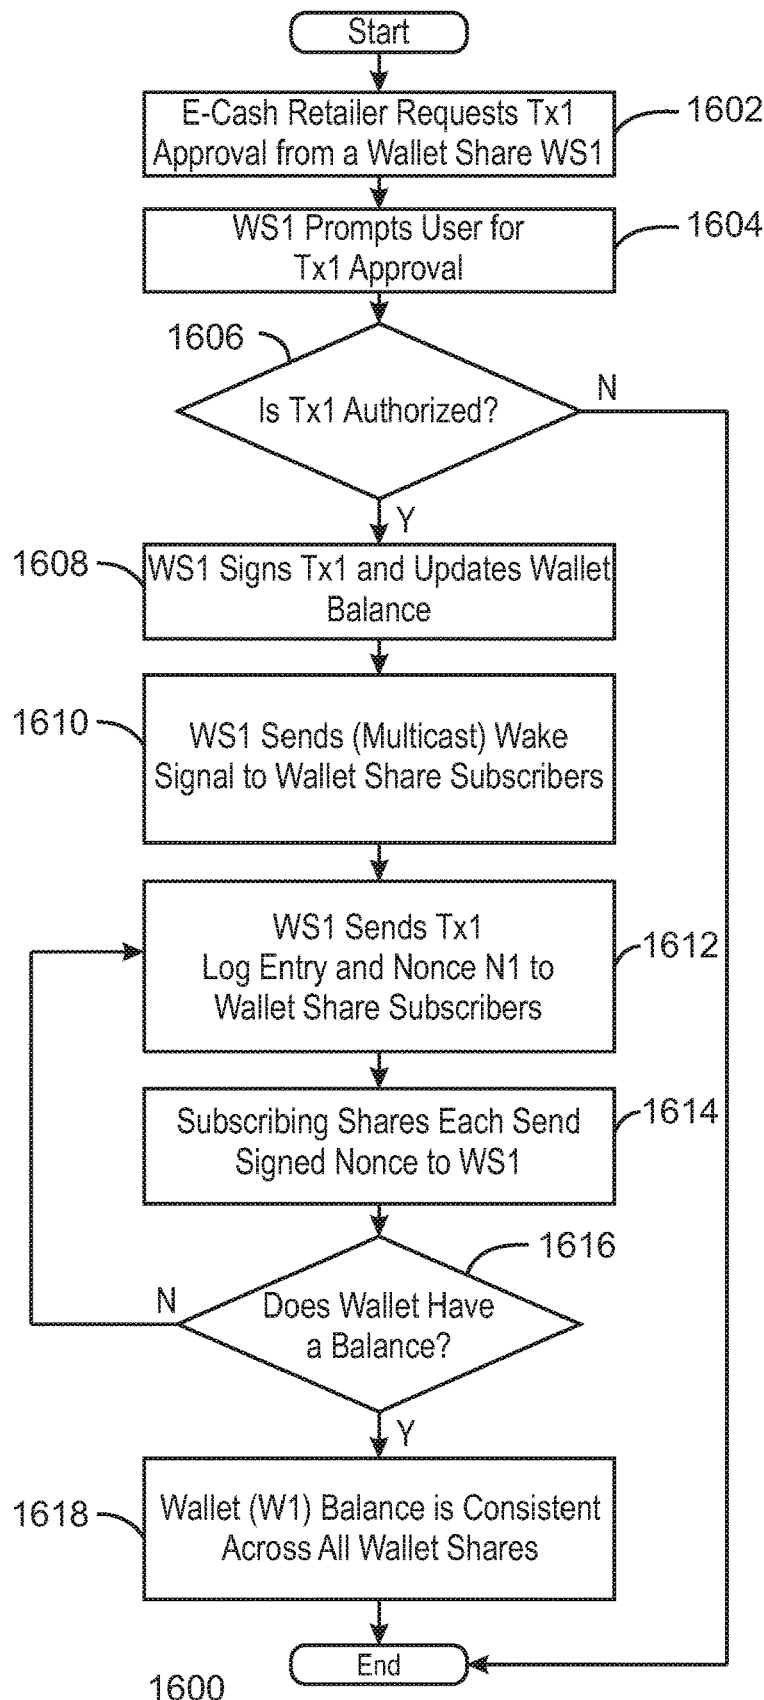 Start
E-Cash Retailer Requests Tx1
Approval from a Wallet Share WS1
1602
WS1 Prompts User for
Tx1 Approval
1604
1606
Is Tx1 Authorized?
N
Y
1608
WS1 Signs Tx1 and Updates Wallet
Balance
1610
WS1 Sends (Multicast) Wake
Signal to Wallet Share Subscribers
WS1 Sends Tx1
Log Entry and Nonce N1 to
Wallet Share Subscribers
1612
Subscribing Shares Each Send
Signed Nonce to WS1
1614
1616
Does Wallet Have
a Balance?
N
Y
1618
Wallet (W1) Balance is Consistent
Across All Wallet Shares
End
1600